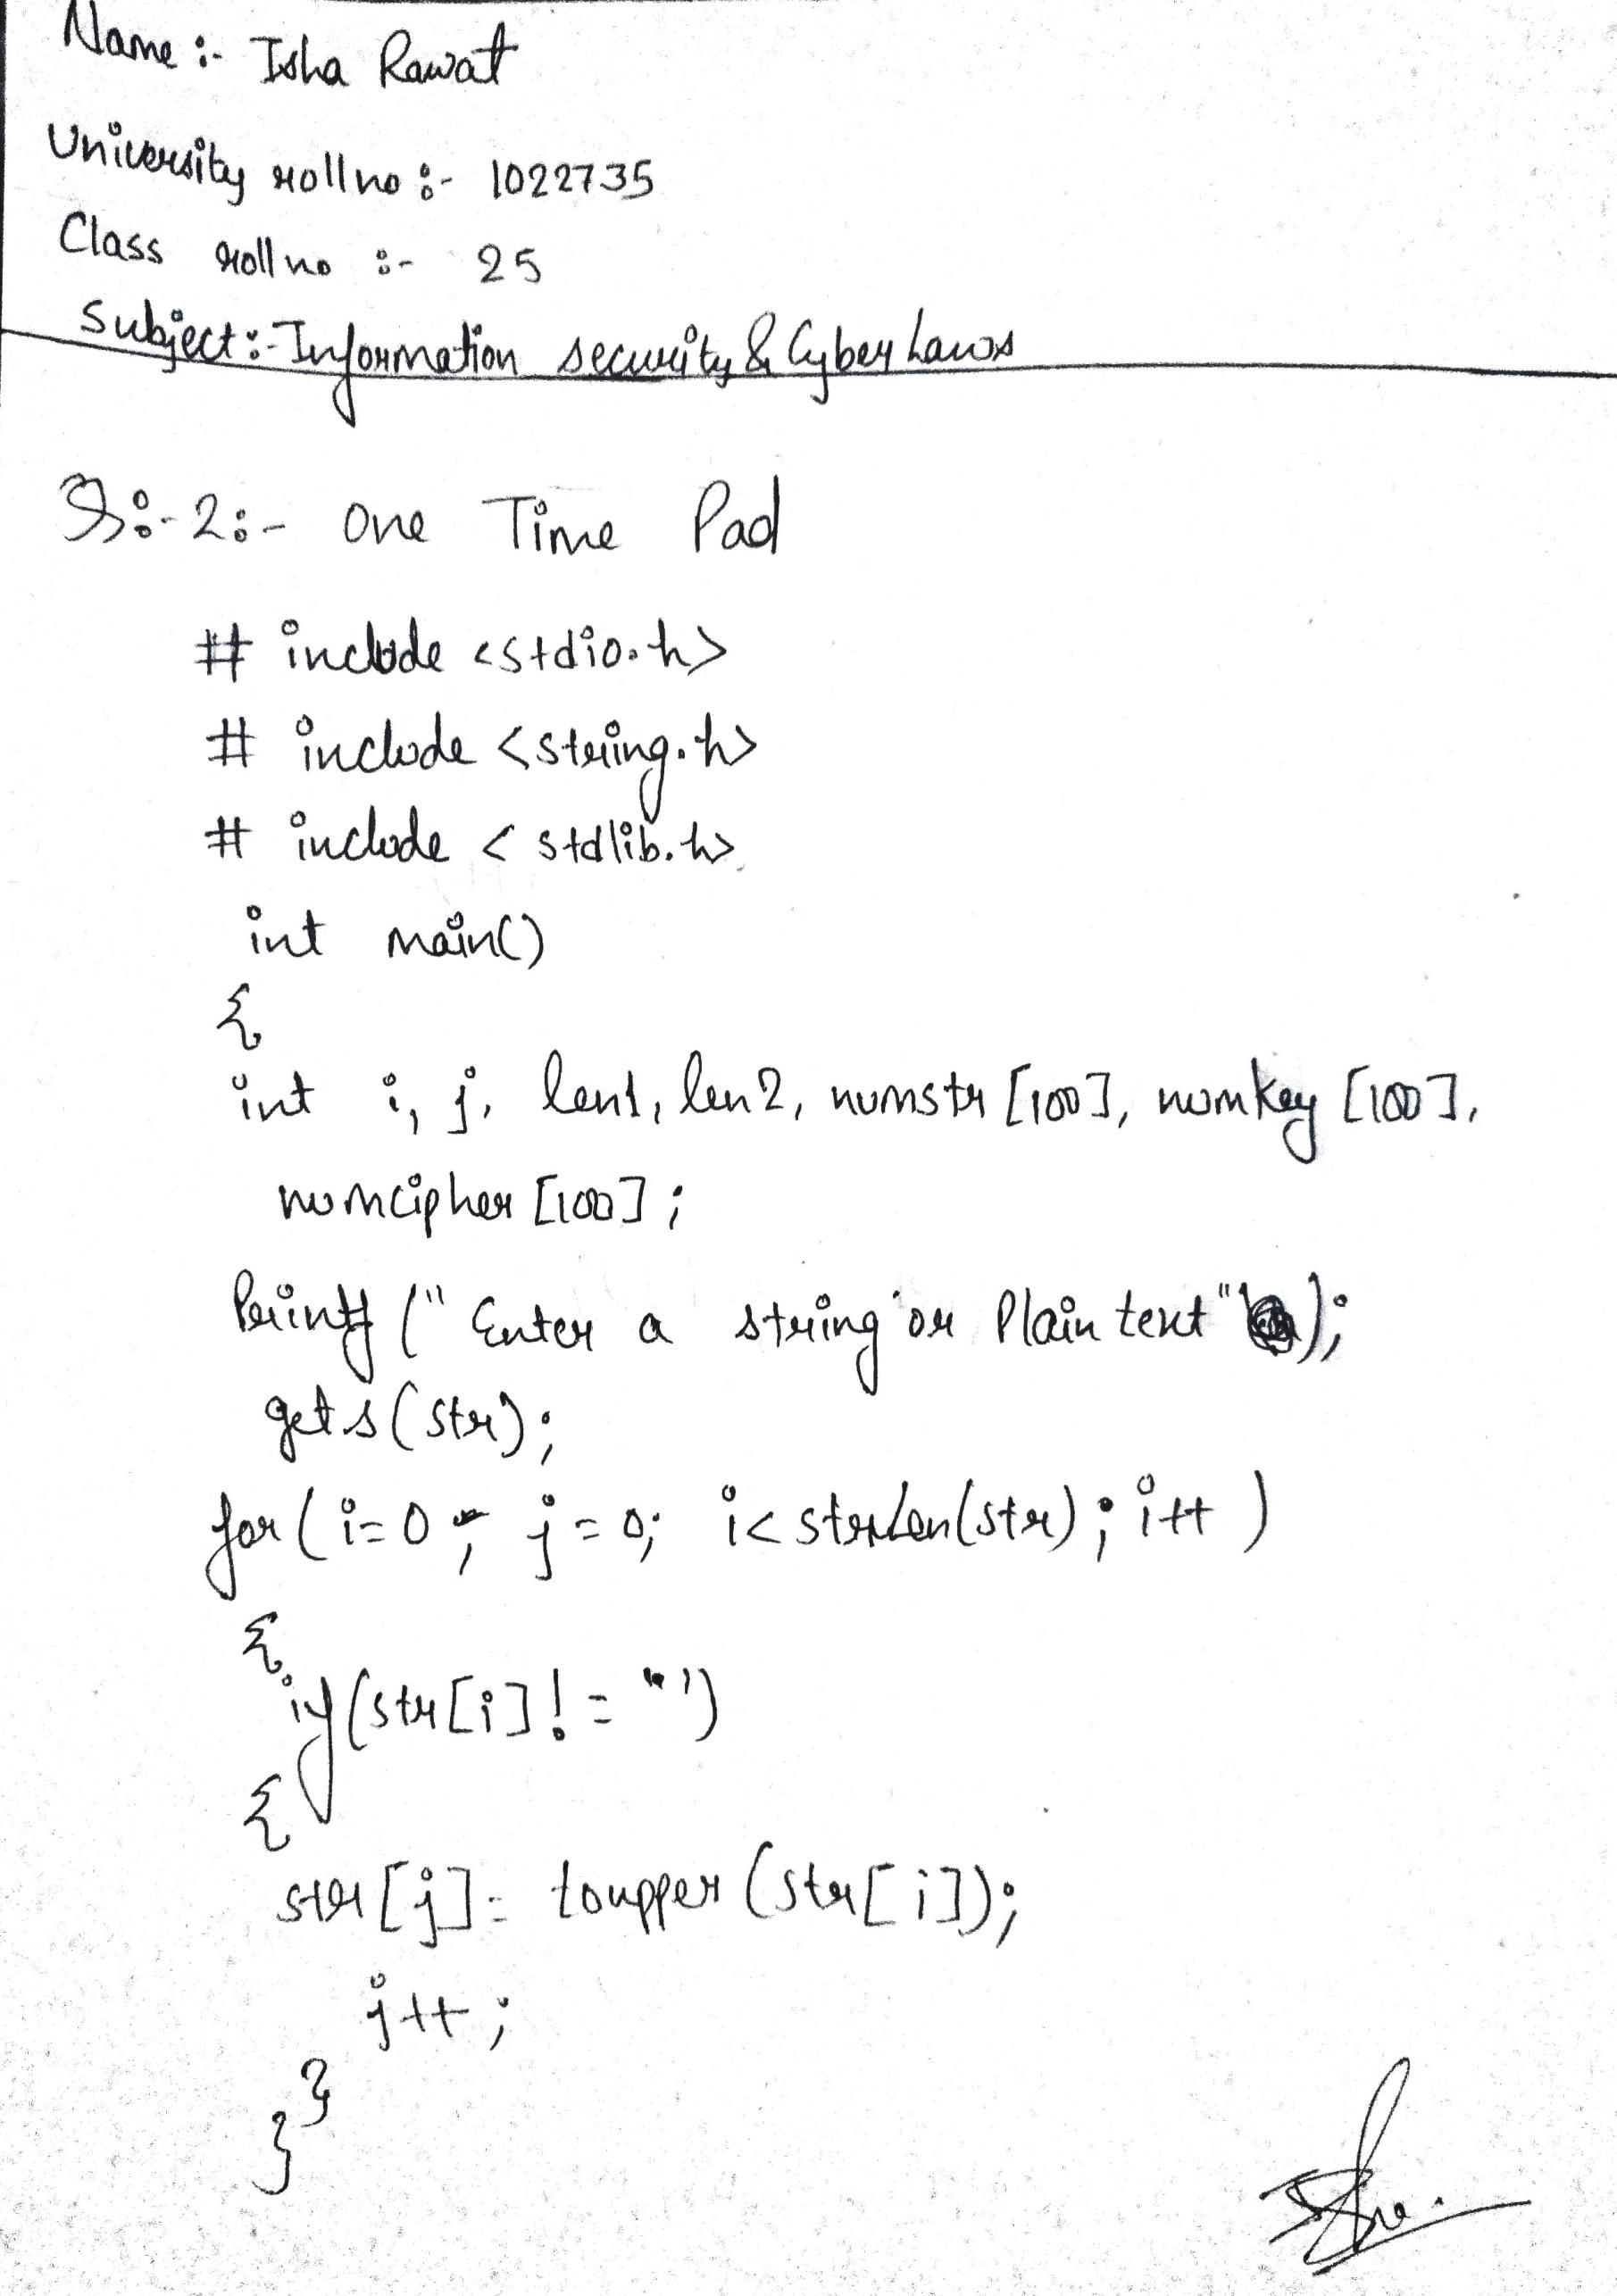 Name :- Isha Rawat
University roll no :- 1022735
Class roll no :- 25
Subject :- Information security & Cyber Laws
:- 2 :- One Time Pad
# include <stdio.h>
# include <string.h>
# include < stdlib.h>
int main()
{
int i, j, len1, len2, numstr [100], numkey [100],
numcipher [100] ;
Printf (" Enter a string or Plain text" );
gets (str);
for ( i=0 ; j = 0; i< strlen(str) ; i++ )
{
if (str[i] ! = " ')
{
str [j] = toupper (str[i]);
j++ ;
}
}